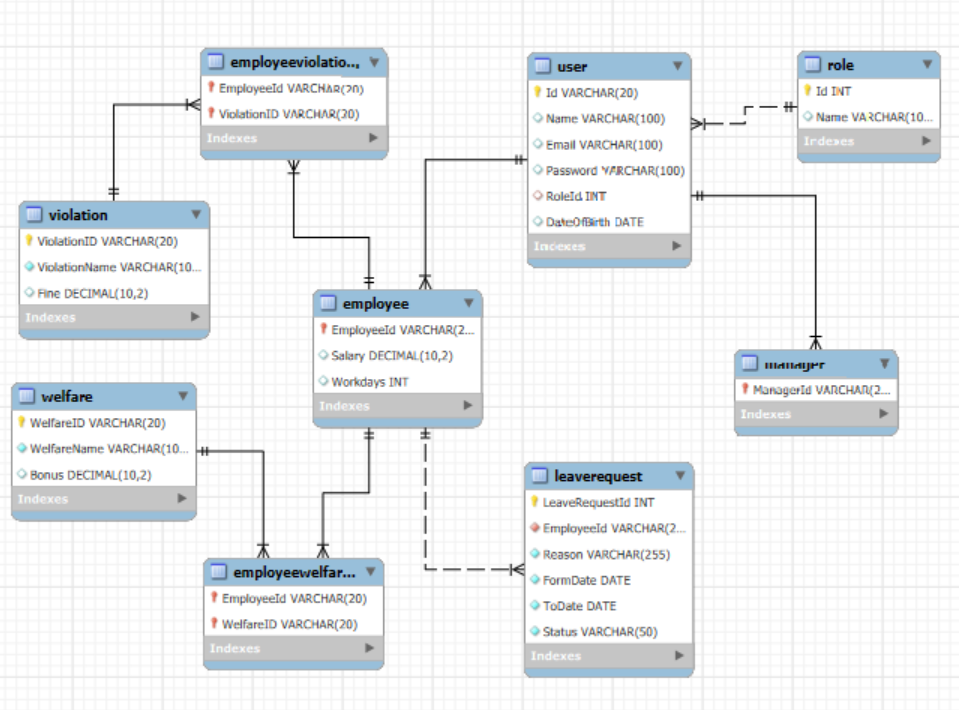 employeeviolatio...
EmployeeId VARCHAR(20)
ViolationID VARCHAR(20)
Indexes
user
Id VARCHAR(20)
Name VARCHAR(100)
Email VARCHAR(100)
Password VARCHAR(100)
RoleId INT
DateOfBirth DATE
Indexes
role
Id INT
Name VARCHAR(10...
Indexes
violation
ViolationID VARCHAR(20)
ViolationName VARCHAR(10...
Fine DECIMAL(10,2)
Indexes
employee
EmployeeId VARCHAR(2...
Salary DECIMAL(10,2)
Workdays INT
Indexes
manager
ManagerId VARCHAR(2...
Indexes
welfare
WelfareID VARCHAR(20)
WelfareName VARCHAR(10...
Bonus DECIMAL(10,2)
Indexes
leaverequest
LeaveRequestId INT
EmployeeId VARCHAR(2...
Reason VARCHAR(255)
FormDate DATE
ToDate DATE
Status VARCHAR(50)
Indexes
employeewelfar...
EmployeeId VARCHAR(20)
WelfareID VARCHAR(20)
Indexes